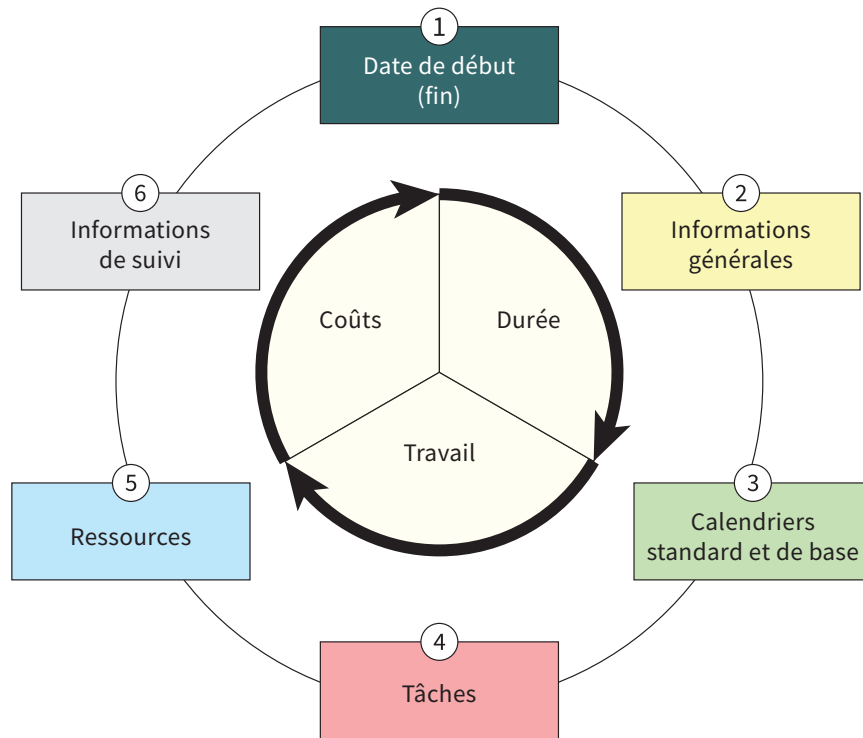 1
Date de début
(fin)
2
Informations
générales
3
Calendriers
standard et de base
4
Tâches
5
Ressources
6
Informations
de suivi
Coûts
Durée
Travail